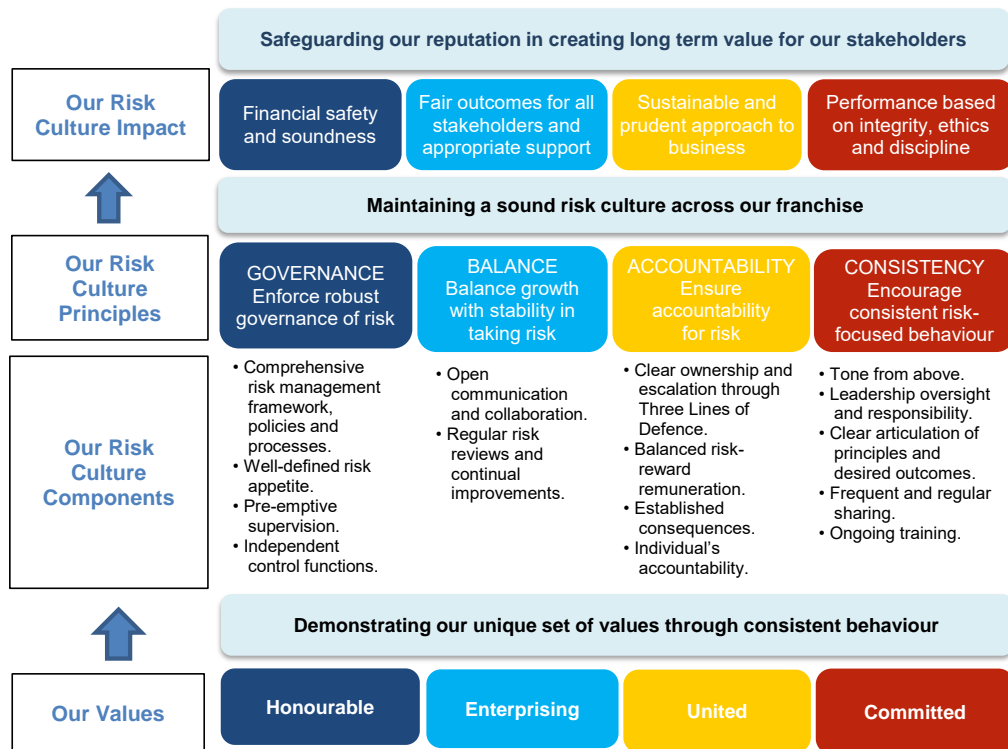 Safeguarding our reputation in creating long term value for our stakeholders
Our Risk
Culture Impact
Financial safety
and soundness
Fair outcomes for all
stakeholders and
appropriate support
Sustainable and
prudent approach to
business
Performance based
on integrity, ethics
and discipline
Maintaining a sound risk culture across our franchise
Our Risk
Culture
Principles
GOVERNANCE
Enforce robust
governance of risk
BALANCE
Balance growth
with stability in
taking risk
ACCOUNTABILITY
Ensure
accountability
for risk
CONSISTENCY
Encourage
consistent risk-
focused behaviour
Our Risk
Culture
Components
• Comprehensive
risk management
framework,
policies and
processes.
• Well-defined risk
appetite.
• Pre-emptive
supervision.
• Independent
control functions.
• Open
communication
and collaboration.
• Regular risk
reviews and
continual
improvements.
• Clear ownership and
escalation through
Three Lines of
Defence.
• Balanced risk-
reward
remuneration.
• Established
consequences.
• Individual’s
accountability.
• Tone from above.
• Leadership oversight
and responsibility.
• Clear articulation of
principles and
desired outcomes.
• Frequent and regular
sharing.
• Ongoing training.
Demonstrating our unique set of values through consistent behaviour
Our Values
Honourable
Enterprising
United
Committed